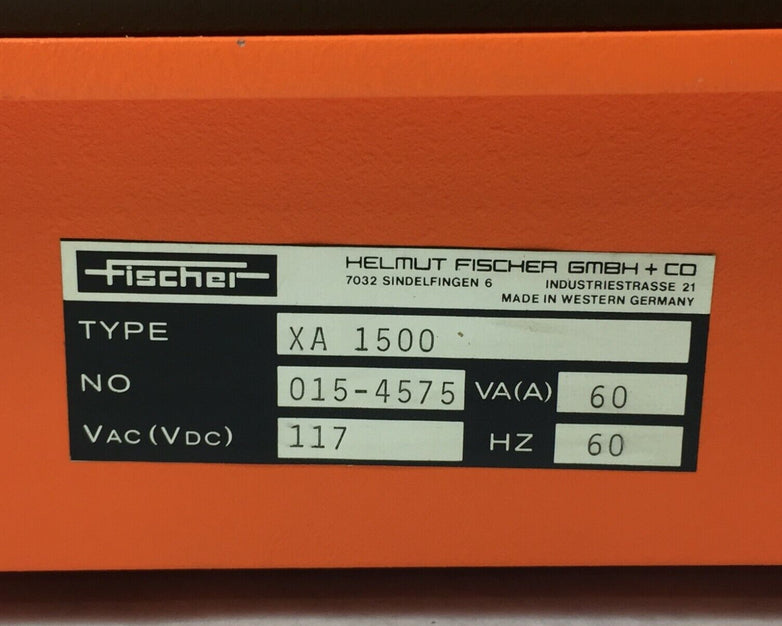 fischer
HELMUT FISCHER GMBH + CO
7032 SINDELFINGEN 6 INDUSTRIESTRASSE 21
MADE IN WESTERN GERMANY
TYPE XA 1500
NO 015-4575 VA(A) 60
VAC(VDC) 117 HZ 60